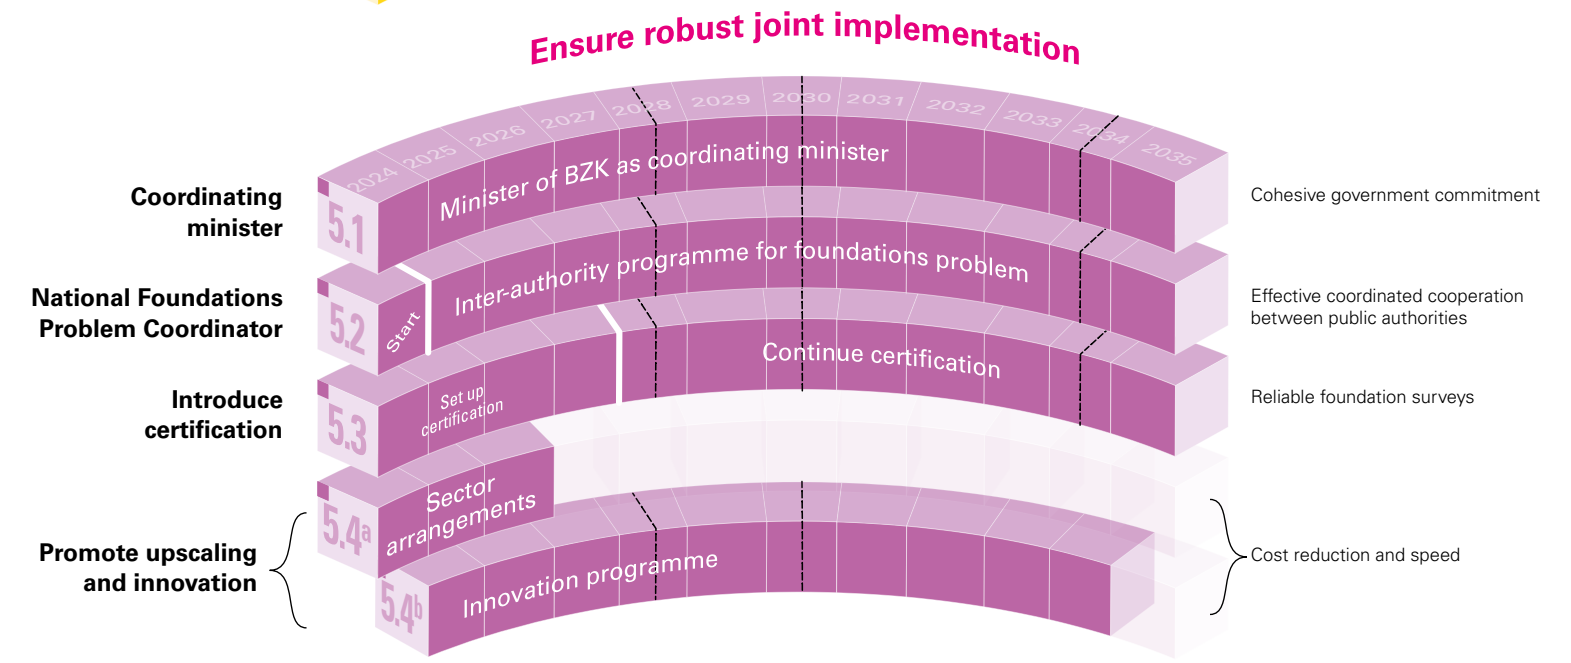 Ensure robust joint implementation
2024 2025 2026 2027 2028 2029 2030 2031 2032 2033 2034 2035
Coordinating
minister
5.1
Minister of BZK as coordinating minister
Cohesive government commitment
National Foundations
Problem Coordinator
5.2
Start
Inter-authority programme for foundations problem
Effective coordinated cooperation
between public authorities
Introduce
certification
5.3
Set up
certification
Continue certification
Reliable foundation surveys
Promote upscaling
and innovation
5.4a
Sector
arrangements
5.4b
Innovation programme
Cost reduction and speed